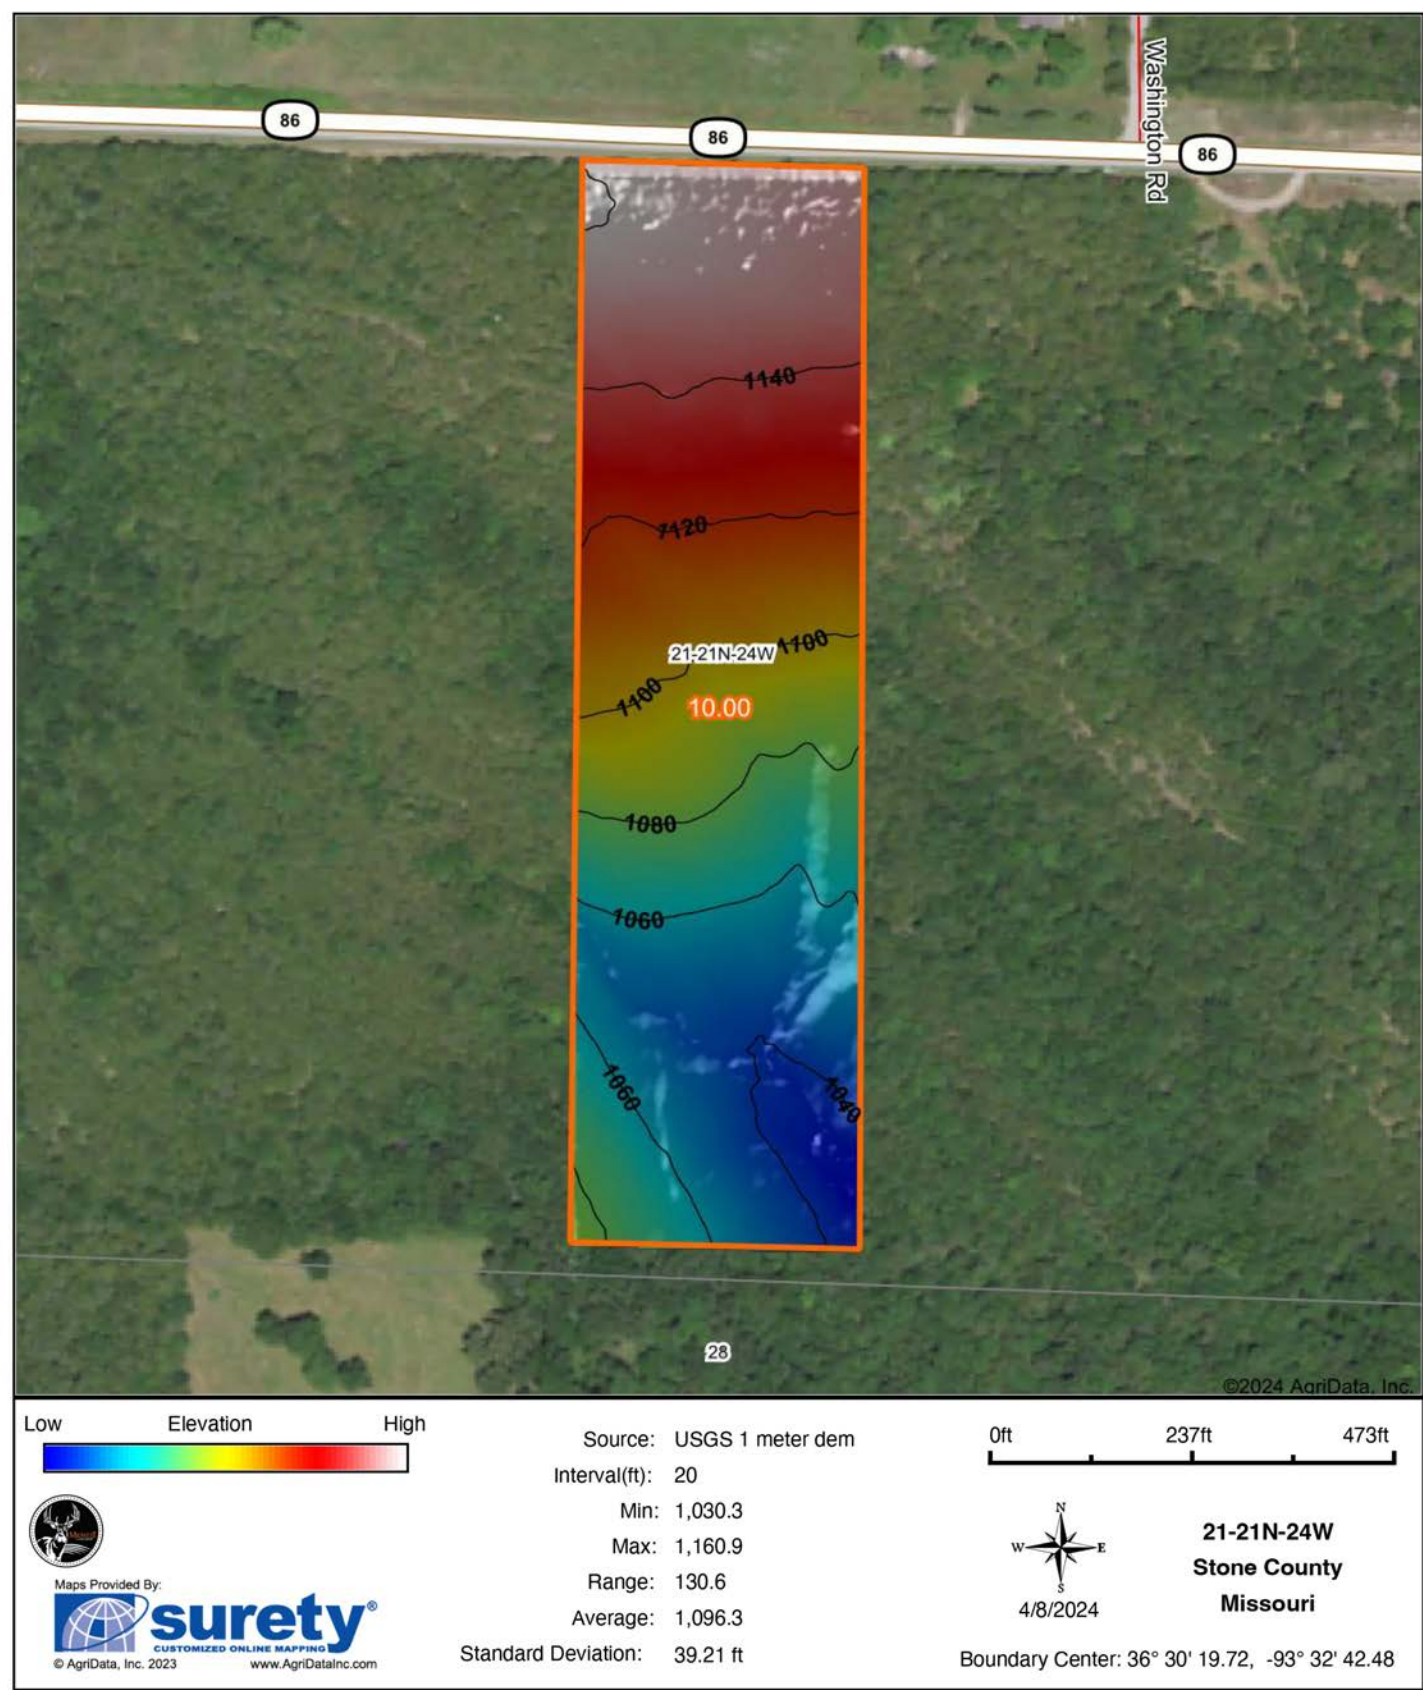 Washington Rd
86
86
86
1140
1120
21-21N-24W
1100
1100
10.00
1080
1060
1060
1040
28
©2024 AgriData, Inc.
Low Elevation High
Source: USGS 1 meter dem
Interval(ft): 20
Min: 1,030.3
Max: 1,160.9
Range: 130.6
Average: 1,096.3
Standard Deviation: 39.21 ft
0ft 237ft 473ft
N
W E
S
4/8/2024
21-21N-24W
Stone County
Missouri
Boundary Center: 36° 30' 19.72, -93° 32' 42.48
Maps Provided By:
surety®
CUSTOMIZED ONLINE MAPPING
© AgriData, Inc. 2023 www.AgriDataInc.com